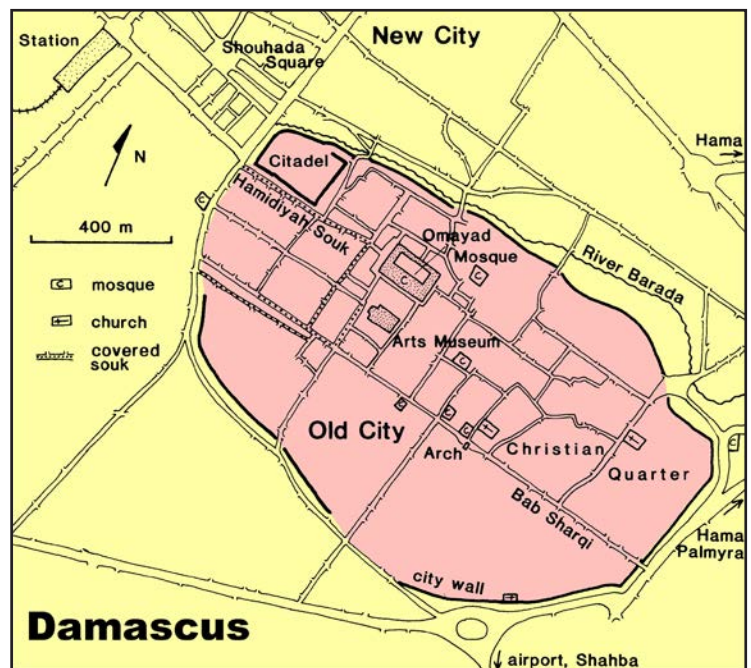 Station
Shouhada
Square
New City
N
Citadel
Hama
Hamidiyah Souk
400 m
Omayad
Mosque
River Barada
mosque
church
covered
souk
Arts Museum
Old City
Arch
Christian
Quarter
Bab Sharqi
Hama
Palmyra
city wall
Damascus
airport, Shahba